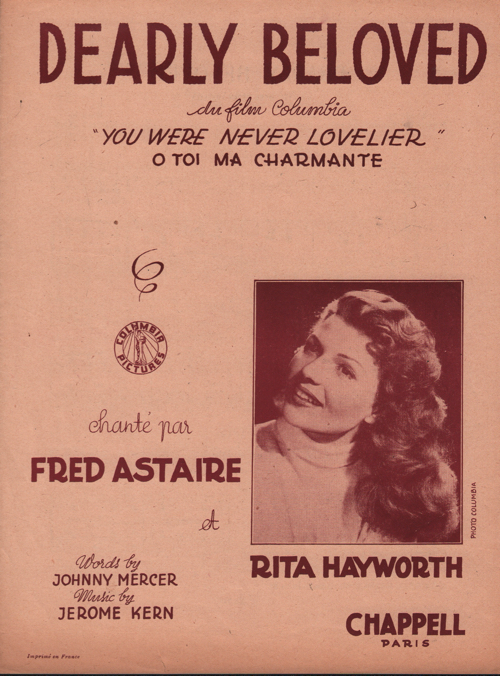 DEARLY BELOVED
du film Columbia
"YOU WERE NEVER LOVELIER"
O TOI MA CHARMANTE
COLUMBIA
PICTURES
chanté par
FRED ASTAIRE
et
RITA HAYWORTH
PHOTO COLUMBIA
Words by
JOHNNY MERCER
Music by
JEROME KERN
CHAPPELL
PARIS
Imprimé en France